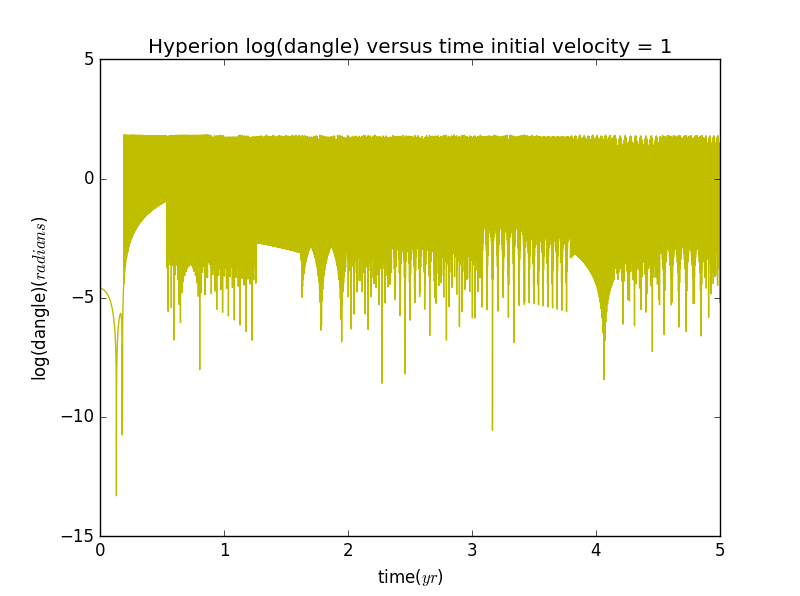 Hyperion log(dangle) versus time initial velocity = 1
5
0
−5
−10
−15
log(dangle)(radians)
0 1 2 3 4 5
time(yr)